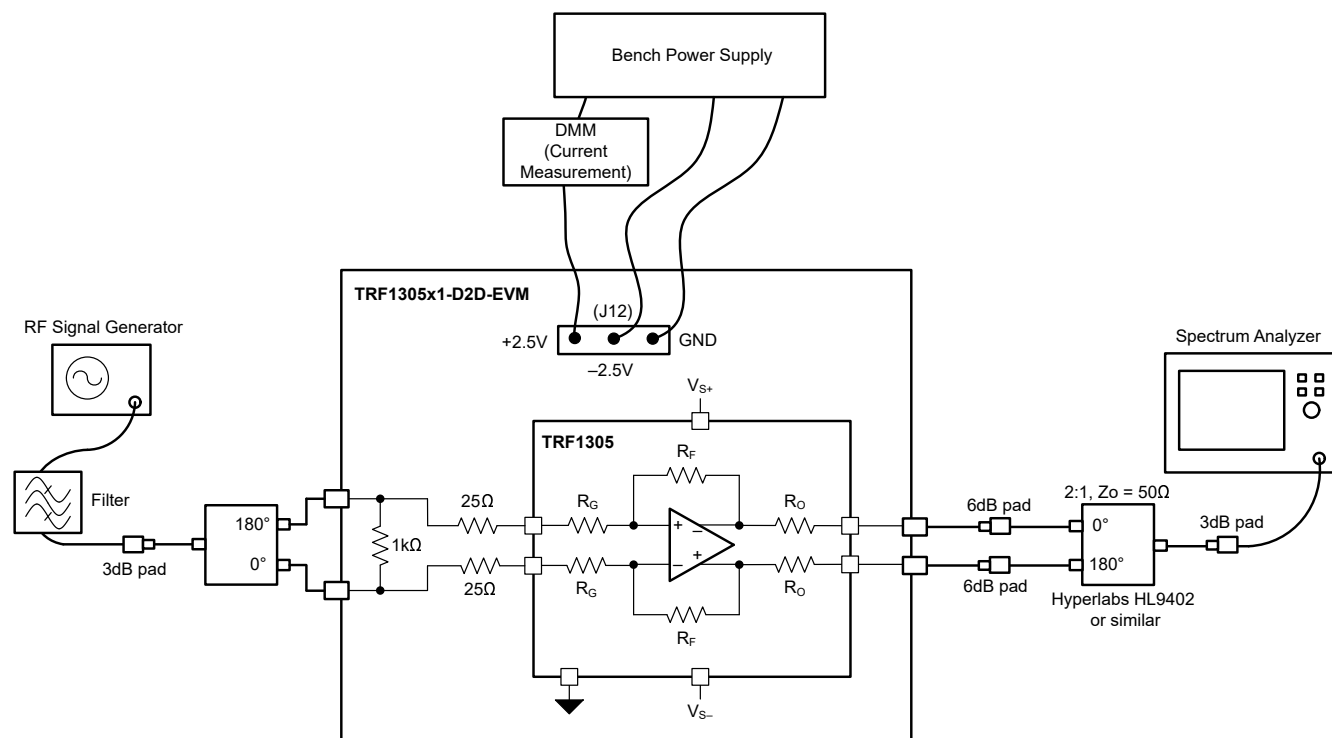 Bench Power Supply
DMM
(Current
Measurement)
TRF1305x1-D2D-EVM
(J12)
+2.5V
GND
–2.5V
RF Signal Generator
Spectrum Analyzer
VS+
TRF1305
RF
Filter
25Ω
RG
RO
6dB pad
2:1, Zo = 50Ω
180°
0°
1kΩ
+
–
+
–
0°
180°
3dB pad
3dB pad
25Ω
RG
RO
6dB pad
RF
Hyperlabs HL9402
or similar
VS–